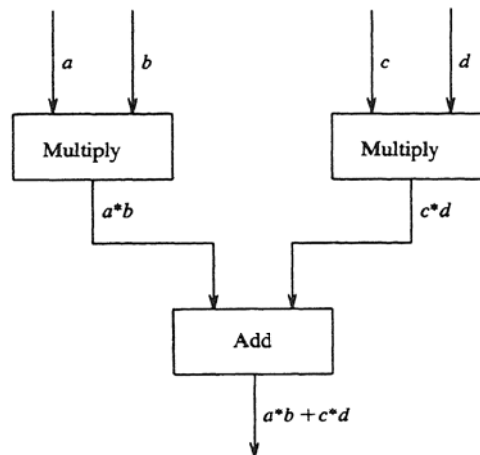 a b c d
Multiply Multiply
a*b c*d
Add
a*b + c*d